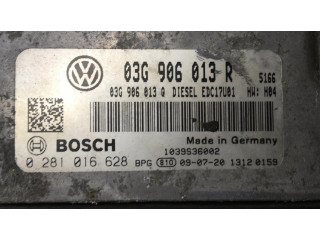 03G 906 013 R 5166
03G 906 013 Q DIESEL EDC17U01 HW: H04
Made in Germany
BOSCH 1039S36002
0 281 016 628 BPG E10 09-07-20 1312 0159